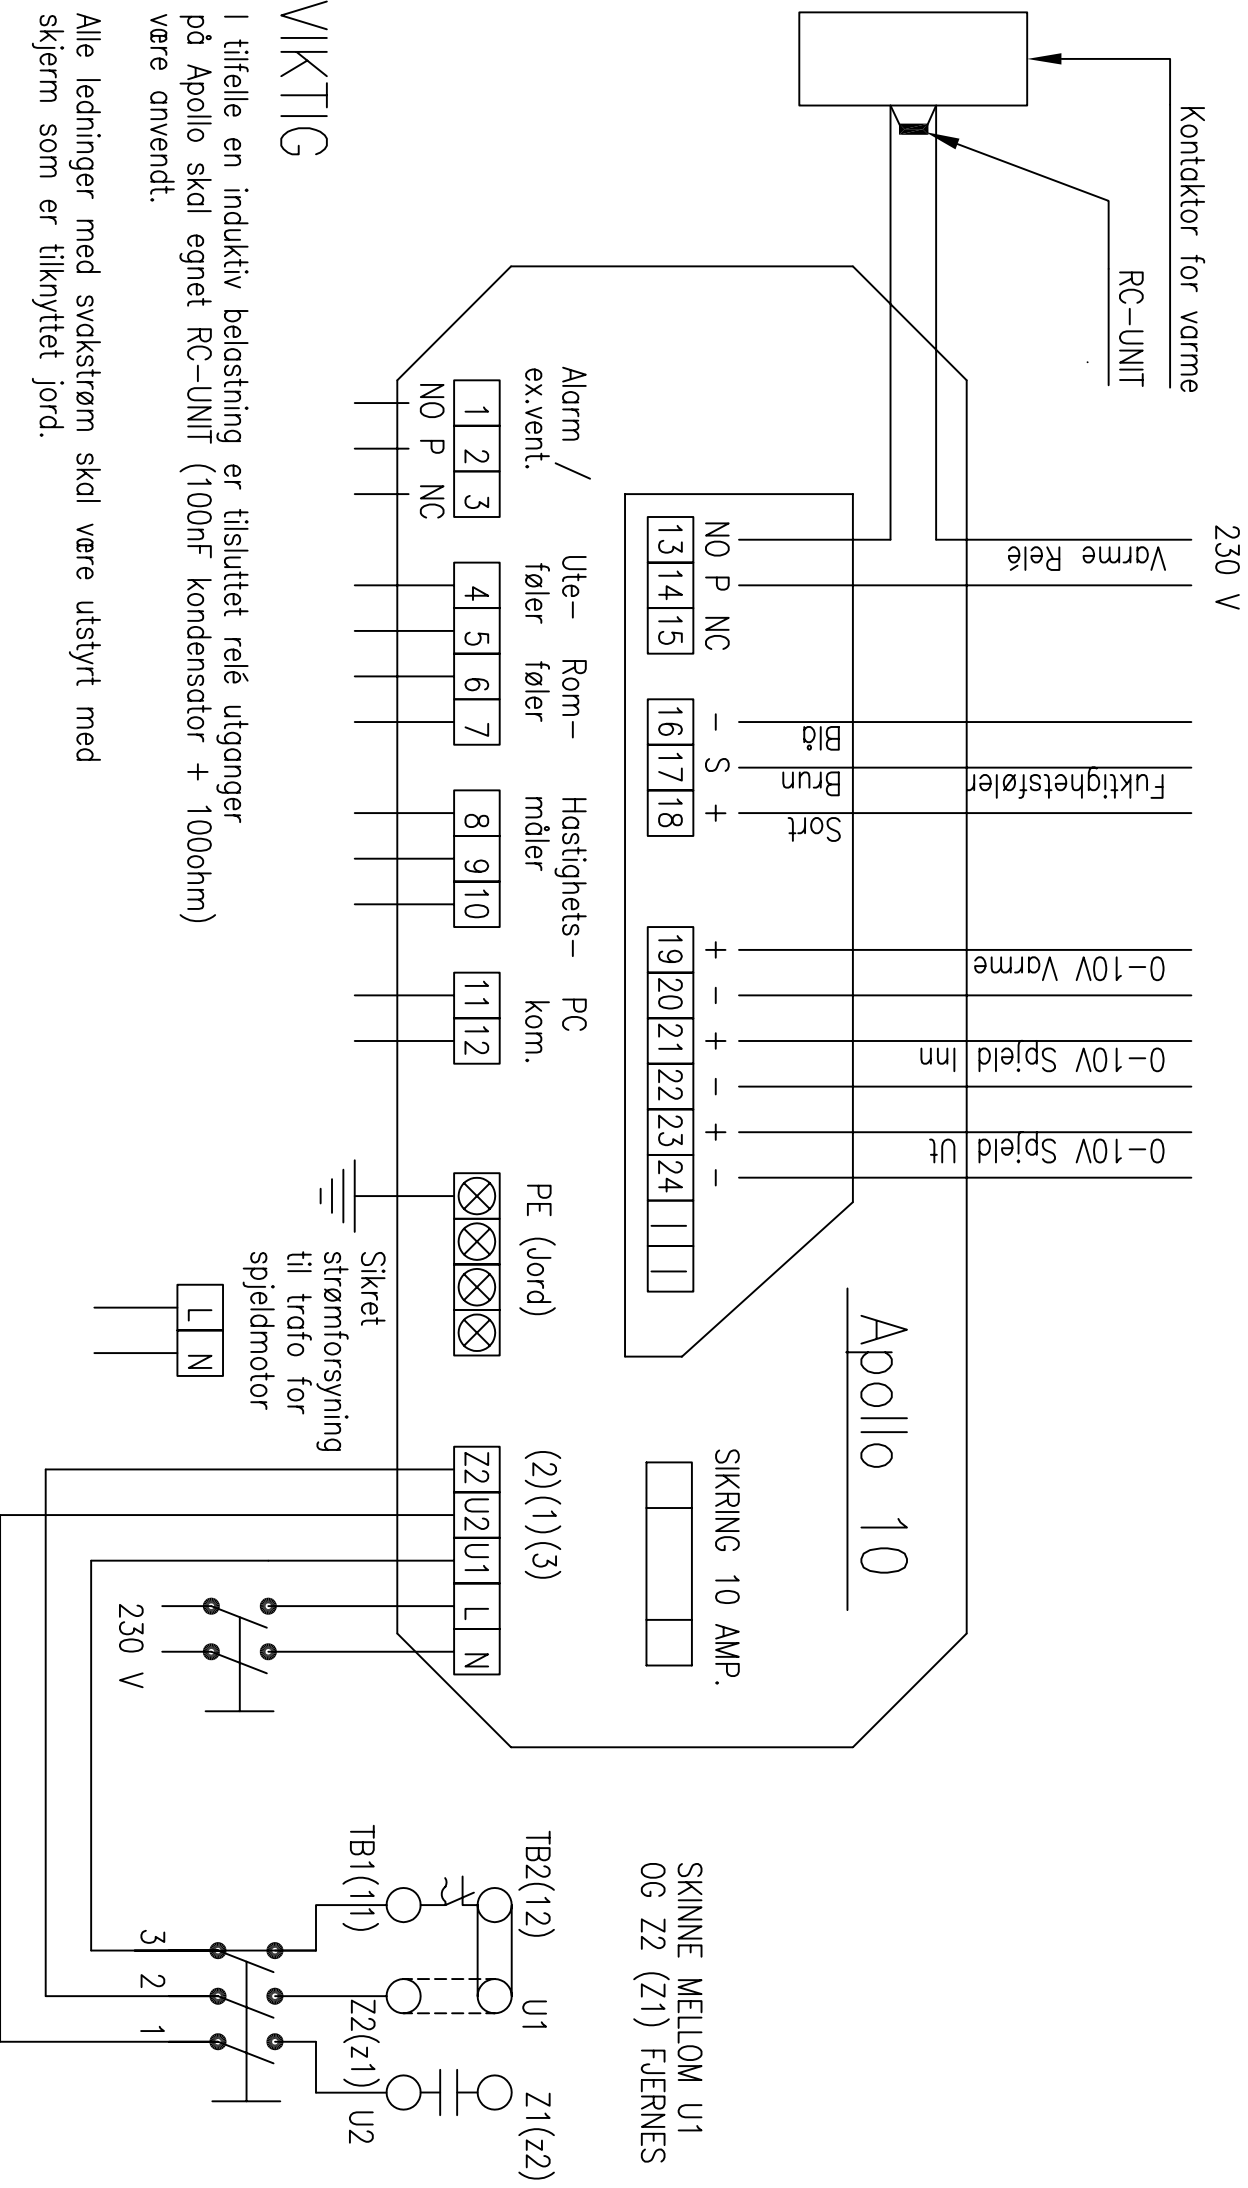 230 V
Kontaktor for varme
RC-UNIT
Varme Relé
Fuktighetsføler
Blå
Brun
Sort
0-10V Varme
0-10V Spjeld Inn
0-10V Spjeld Ut
NO P NC
- S +
+ - + - + -
13 14 15
16 17 18
19 20 21 22 23 24
Apollo 10
SIKRING 10 AMP.
SKINNE MELLOM U1
OG Z2 (Z1) FJERNES
Alarm /
ex.vent.
Ute-
føler
Rom-
føler
Hastighets-
måler
PC
kom.
PE (Jord)
(2)(1)(3)
1 2 3
4 5 6 7
8 9 10
11 12
Z2 U2 U1 L N
NO P NC
TB2(12)
U1
Z1(z2)
TB1(11)
Z2(z1)
U2
Sikret
strømforsyning
til trafo for
spjeldmotor
L N
230 V
3 2 1
VIKTIG
I tilfelle en induktiv belastning er tilsluttet relé utganger
på Apollo skal egnet RC-UNIT (100nF kondensator + 100ohm)
være anvendt.
Alle ledninger med svakstrøm skal være utstyrt med
skjerm som er tilknyttet jord.